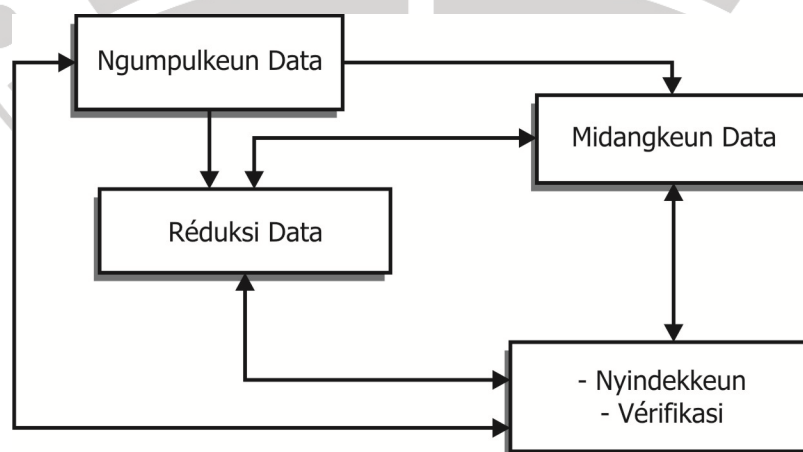 Ngumpulkeun Data
Midangkeun Data
Réduksi Data
- Nyindekkeun
- Vérifikasi